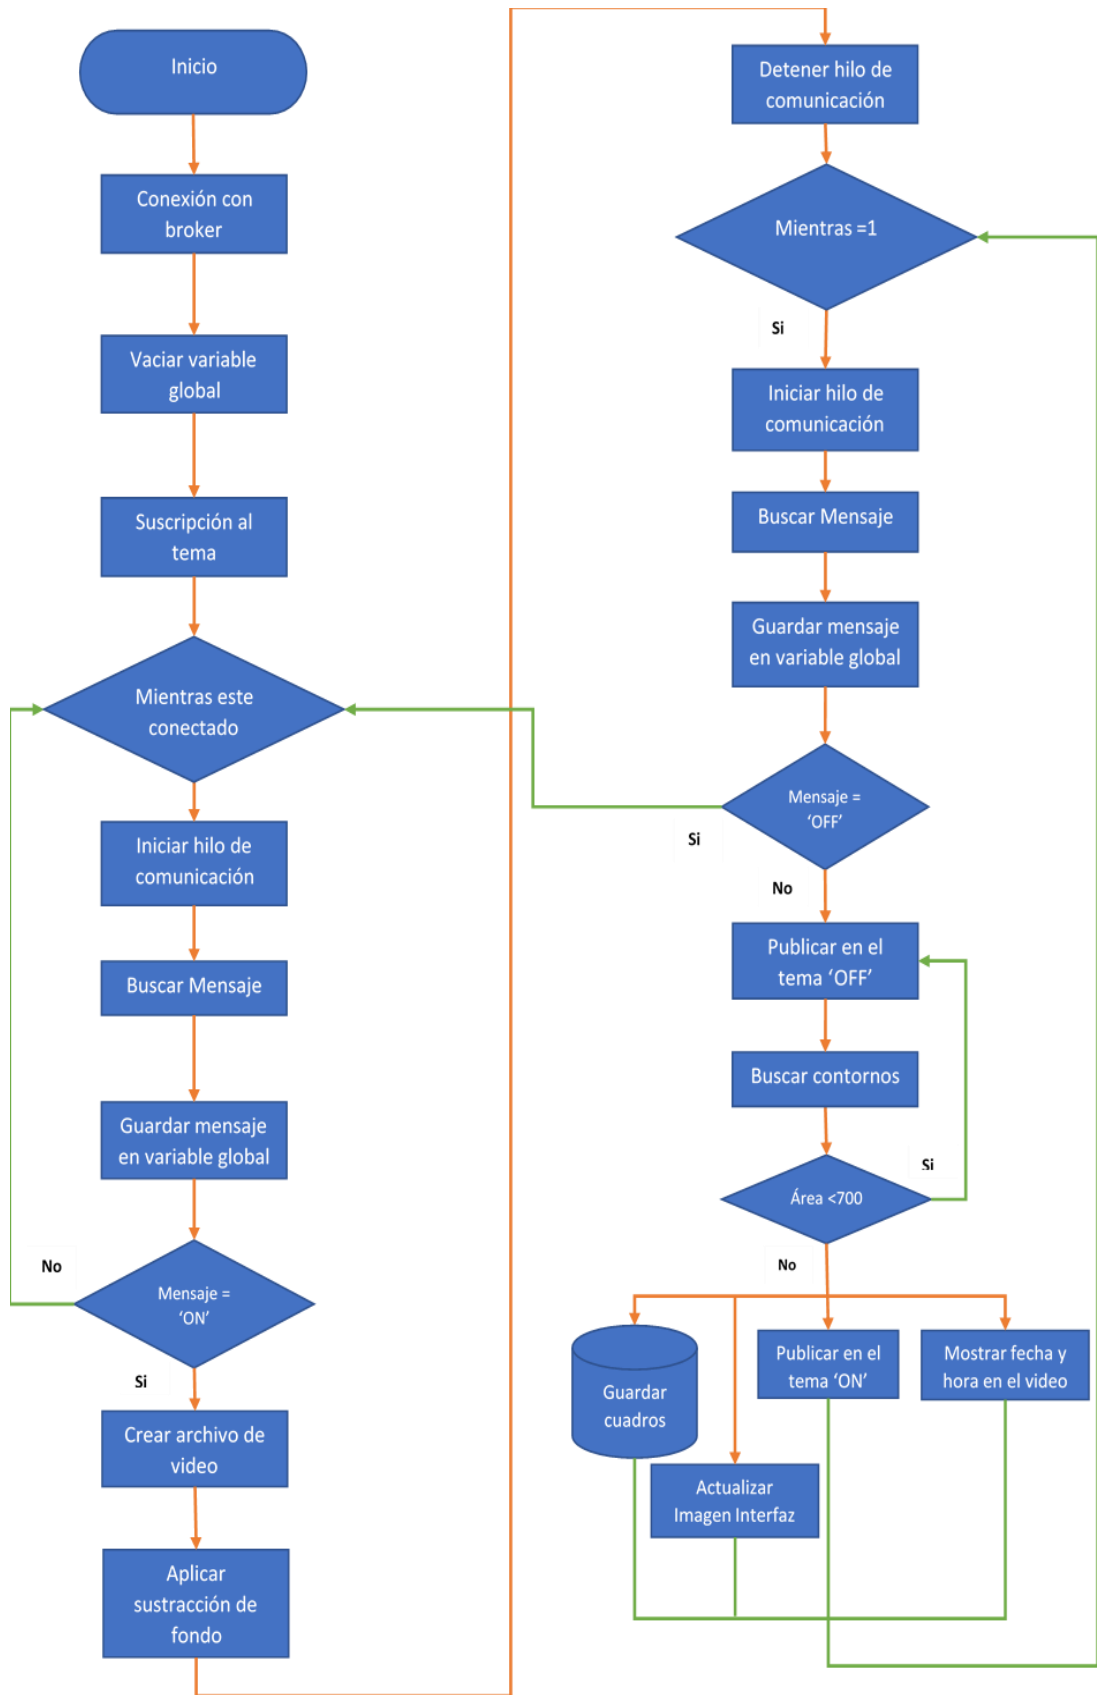 Inicio
Conexión con
broker
Vaciar variable
global
Suscripción al
tema
Mientras este
conectado
Iniciar hilo de
comunicación
Buscar Mensaje
Guardar mensaje
en variable global
No
Mensaje =
‘ON’
Si
Crear archivo de
video
Aplicar
sustracción de
fondo
Detener hilo de
comunicación
Mientras =1
Si
Iniciar hilo de
comunicación
Buscar Mensaje
Guardar mensaje
en variable global
Mensaje =
‘OFF’
Si
No
Publicar en el
tema ‘OFF’
Buscar contornos
Si
Área <700
No
Guardar
cuadros
Actualizar
Imagen Interfaz
Publicar en el
tema ‘ON’
Mostrar fecha y
hora en el video